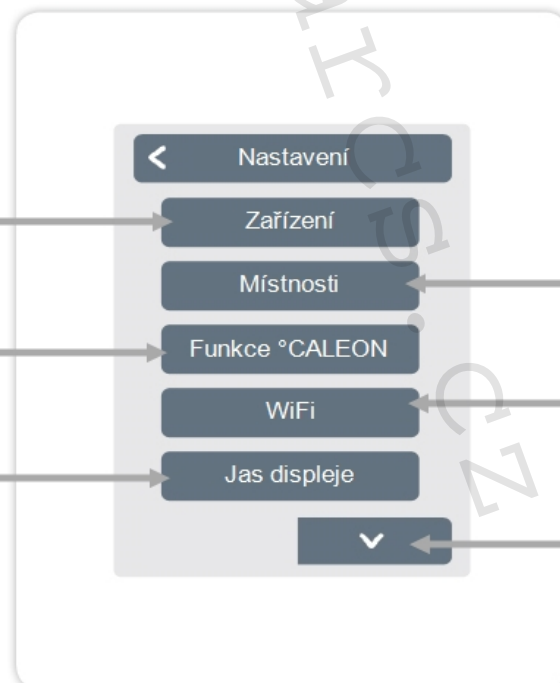 Nastavení
Zařízení
Místnosti
Funkce °CALEON
WiFi
Jas displeje